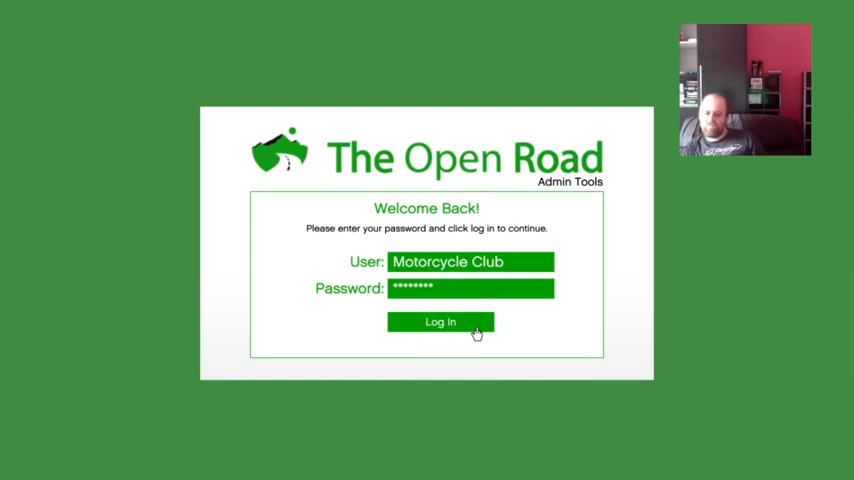 The Open Road
Admin Tools
Welcome Back!
Please enter your password and click log in to continue.
User: Motorcycle Club
Password: ********
Log In